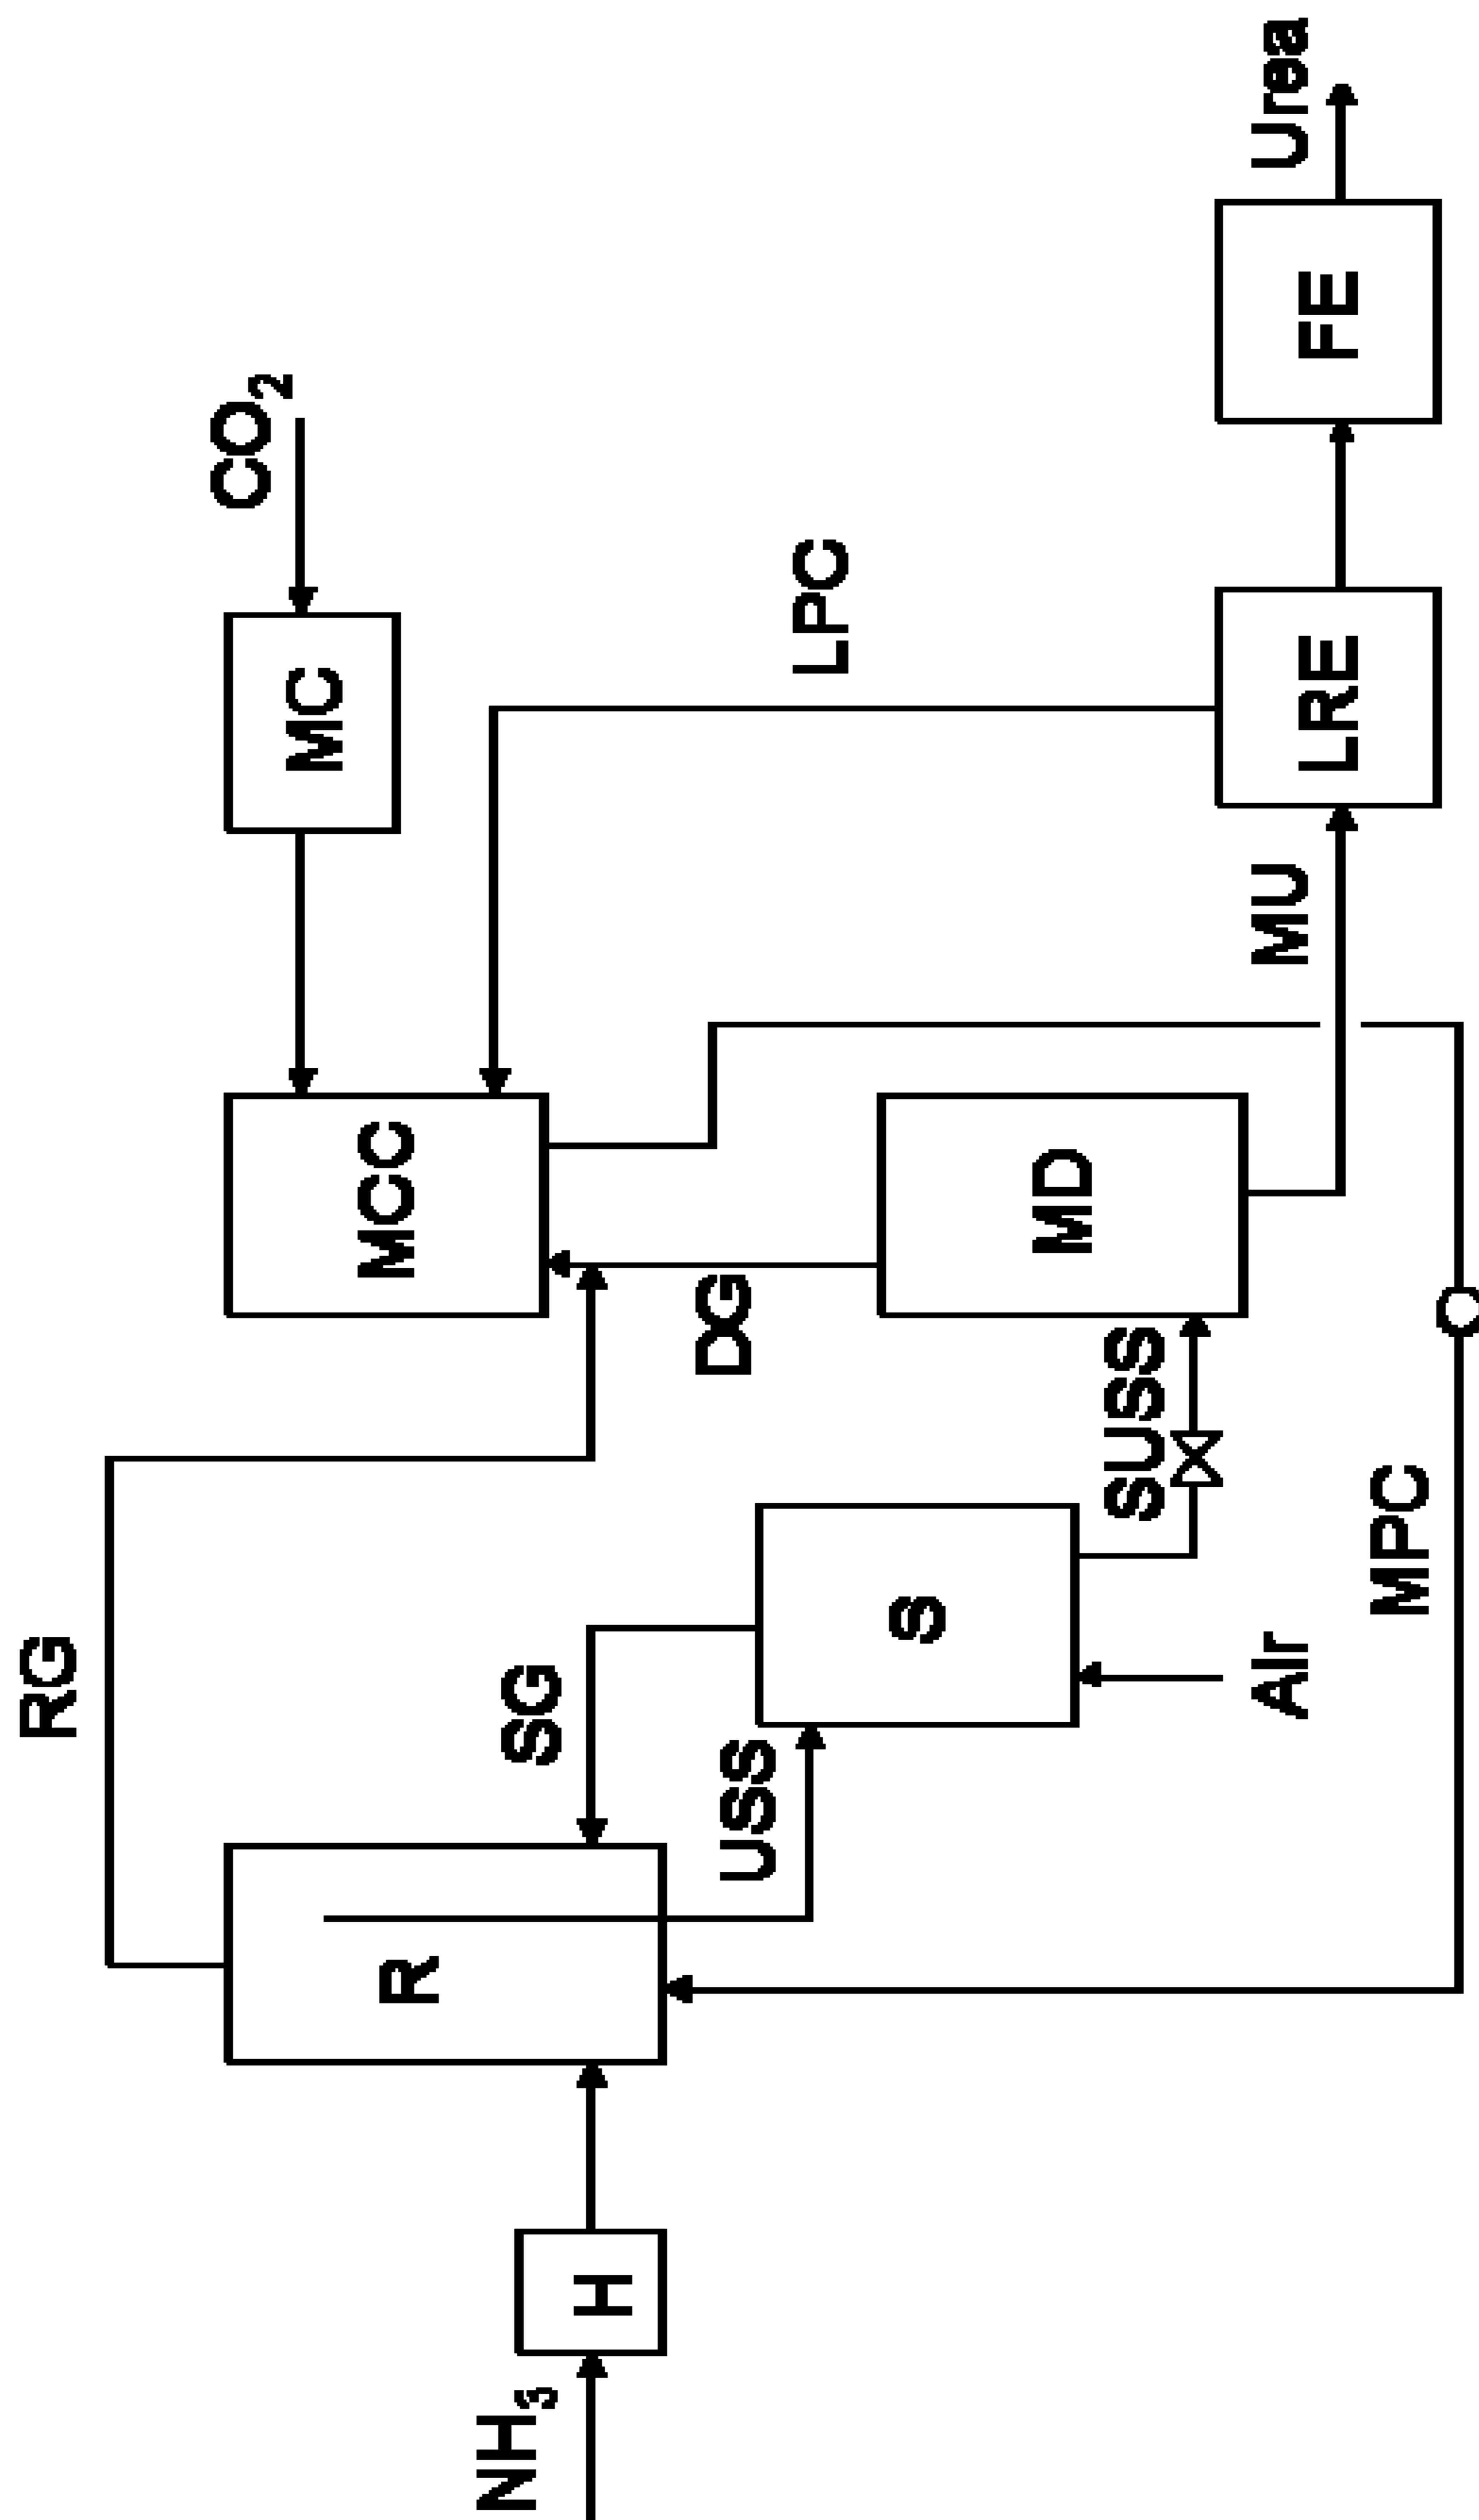 RG
CO2
MC
MCC
SG
R
LPC
DG
NH3
H
USS
S
MD
SUSS
MU
Air
MPC
LRE
FE
Urea